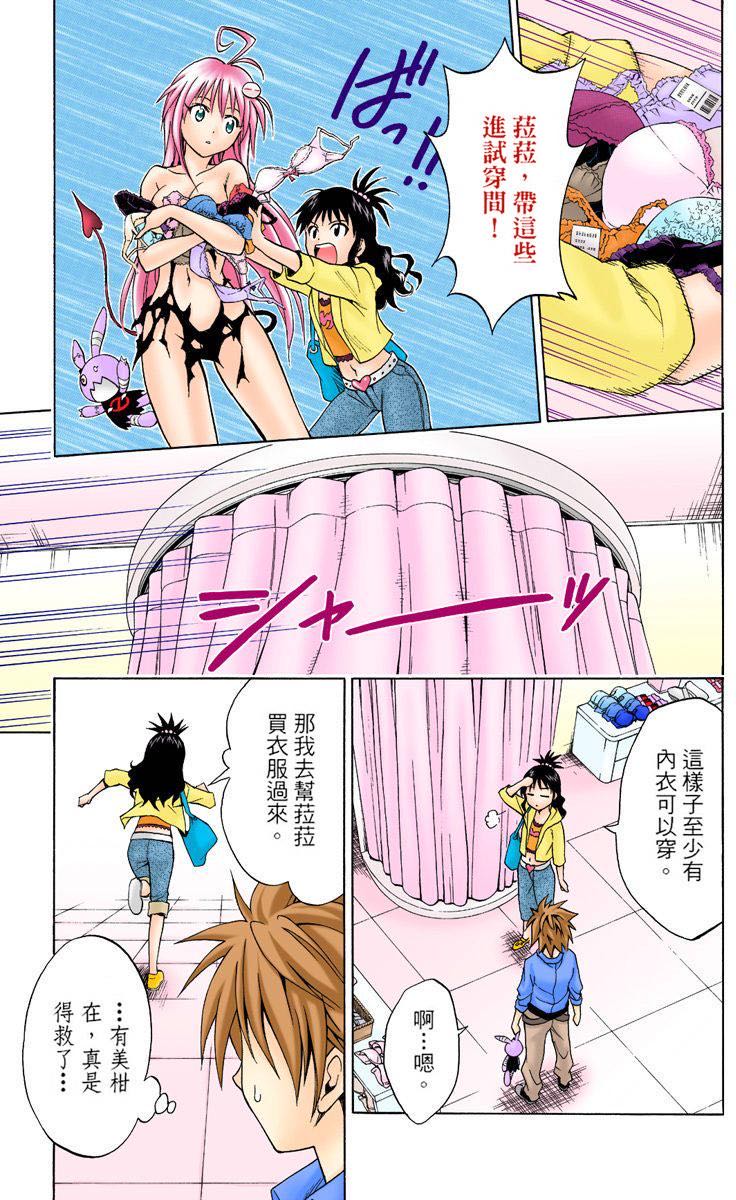 菈菈，帶這些
進試穿間！
ばっ!!
シャーーッ
這樣子至少有
內衣可以穿。
啊…嗯。
那我去幫菈菈
買衣服過來。
…有美柑
在，真是
得救了…